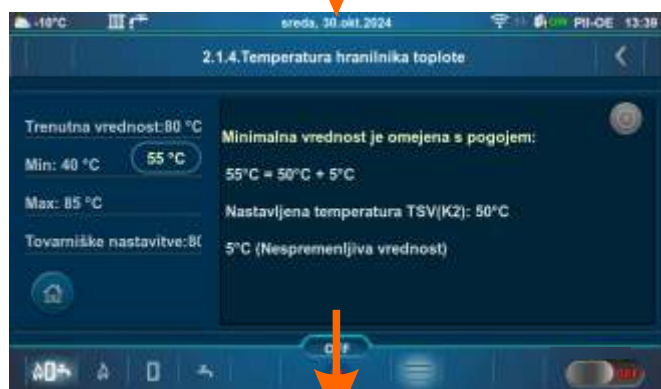 -10°C sreda, 30.okt.2024 PII-OE 13:39
2.1.4.Temperatura hranilnika toplote
Trenutna vrednost:80 °C
Min: 40 °C 55 °C
Max: 85 °C
Tovarniške nastavitve:80
Minimalna vrednost je omejena s pogojem:
55°C = 50°C + 5°C
Nastavljena temperatura TSV(K2): 50°C
5°C (Nespremenljiva vrednost)
OFF